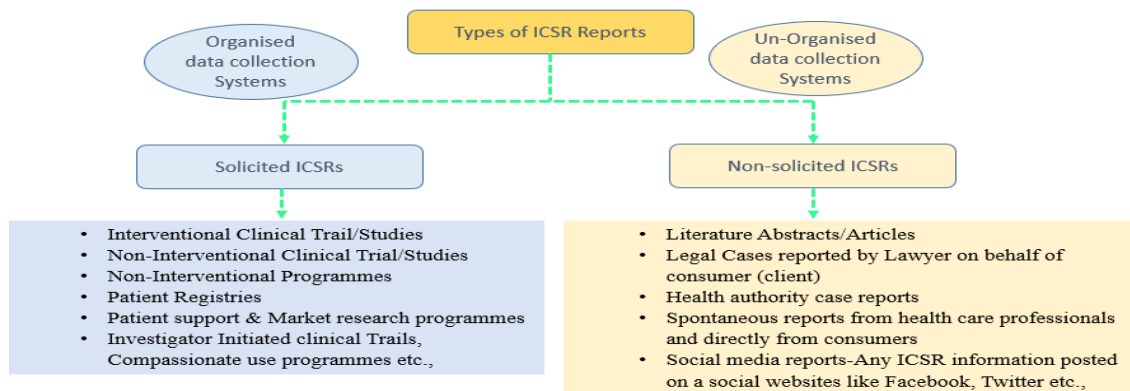 Types of ICSR Reports
Organised
data collection
Systems
Un-Organised
data collection
Systems
Solicited ICSRs
Non-solicited ICSRs
• Interventional Clinical Trail/Studies
• Non-Interventional Clinical Trial/Studies
• Non-Interventional Programmes
• Patient Registries
• Patient support & Market research programmes
• Investigator Initiated clinical Trails,
Compassionate use programmes etc.,
• Literature Abstracts/Articles
• Legal Cases reported by Lawyer on behalf of
consumer (client)
• Health authority case reports
• Spontaneous reports from health care professionals
and directly from consumers
• Social media reports-Any ICSR information posted
on a social websites like Facebook, Twitter etc.,